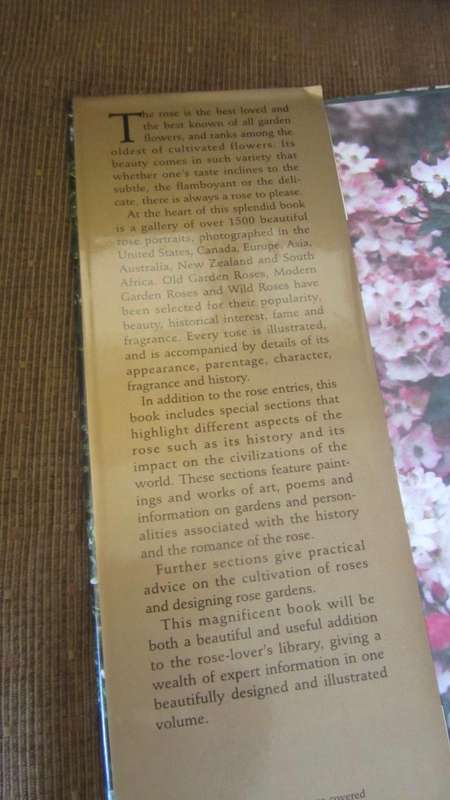 The rose is the best loved and
the best known of all garden
flowers, and ranks among the
oldest of cultivated flowers. Its
beauty comes in such variety that
whether one's taste inclines to the
subtle, the flamboyant or the deli-
cate, there is always a rose to please.
At the heart of this splendid book
is a gallery of over 1500 beautiful
rose portraits, photographed in the
United States, Canada, Europe, Asia,
Australia, New Zealand and South
Africa. Old Garden Roses, Modern
Garden Roses and Wild Roses have
been selected for their popularity,
beauty, historical interest, fame and
fragrance. Every rose is illustrated,
and is accompanied by details of its
appearance, parentage, character,
fragrance and history.
In addition to the rose entries, this
book includes special sections that
highlight different aspects of the
rose such as its history and its
impact on the civilizations of the
world. These sections feature paint-
ings and works of art, poems and
information on gardens and person-
alities associated with the history
and the romance of the rose.
Further sections give practical
advice on the cultivation of roses
and designing rose gardens.
This magnificent book will be
both a beautiful and useful addition
to the rose-lover's library, giving a
wealth of expert information in one
beautifully designed and illustrated
volume.
covered